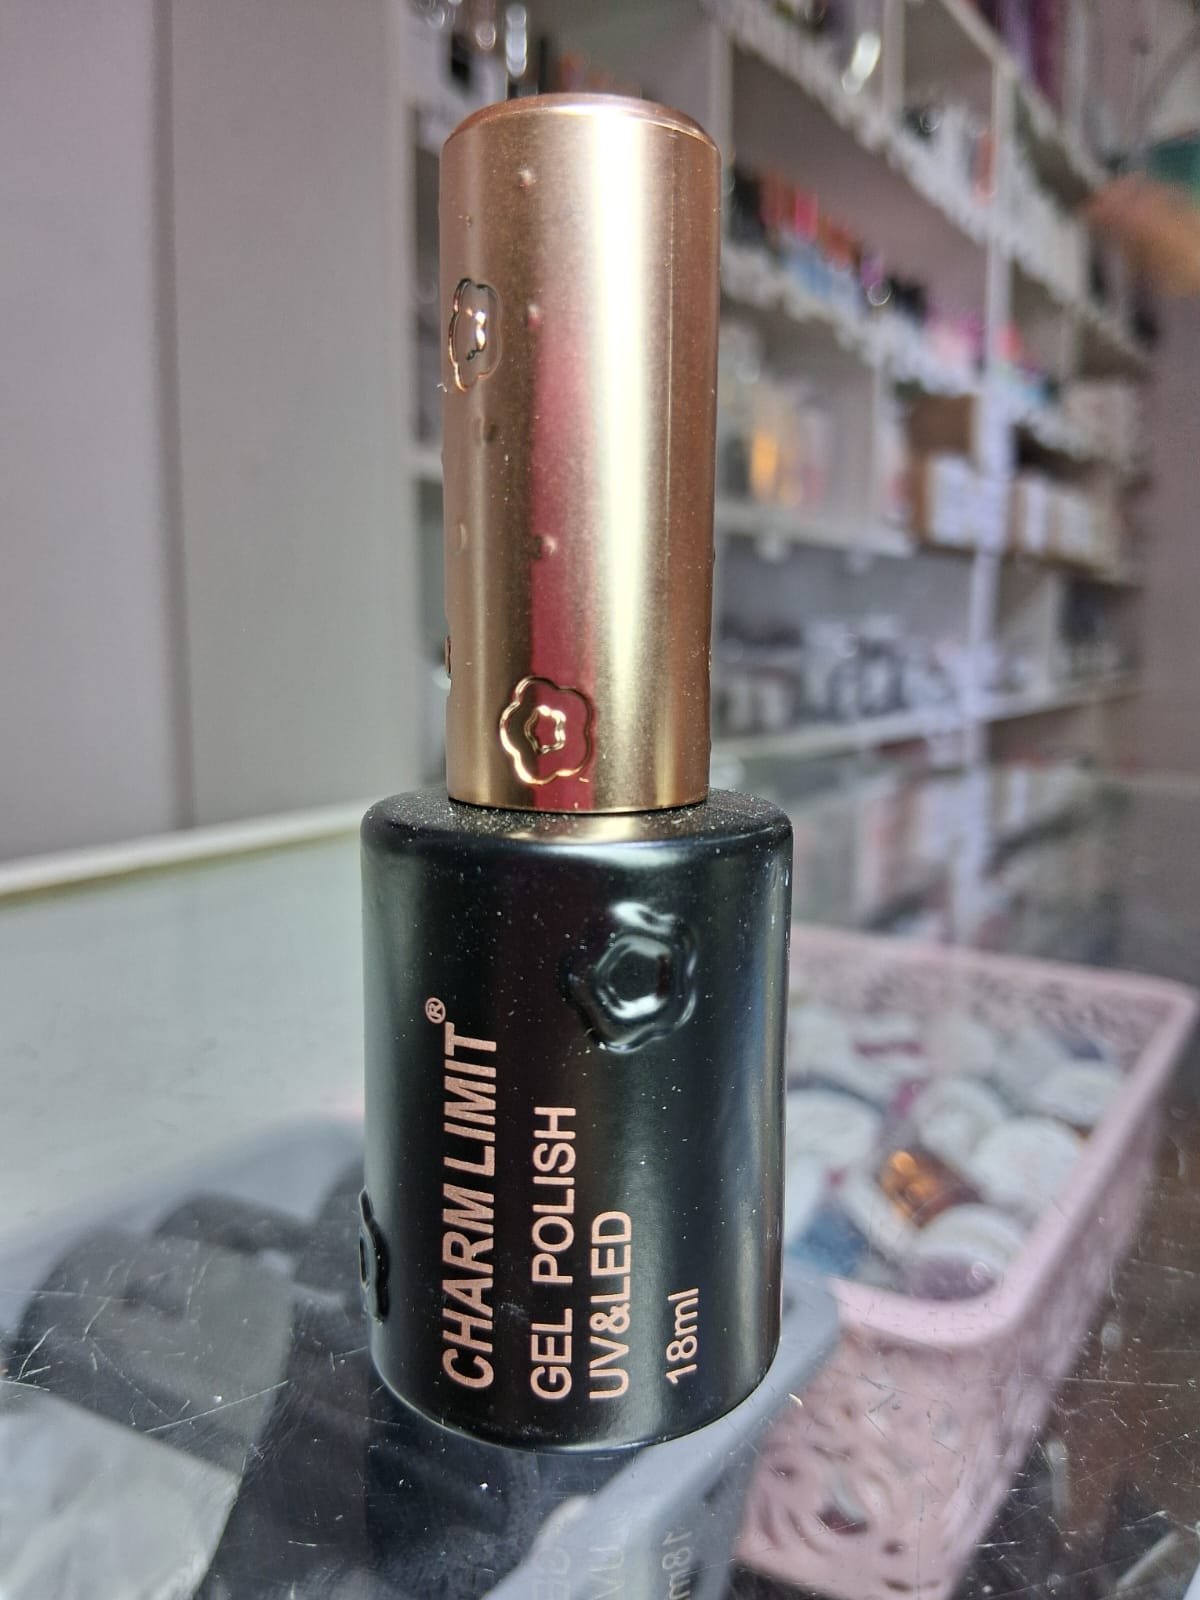 CHARM LIMIT®
GEL POLISH
UV&LED
18ml